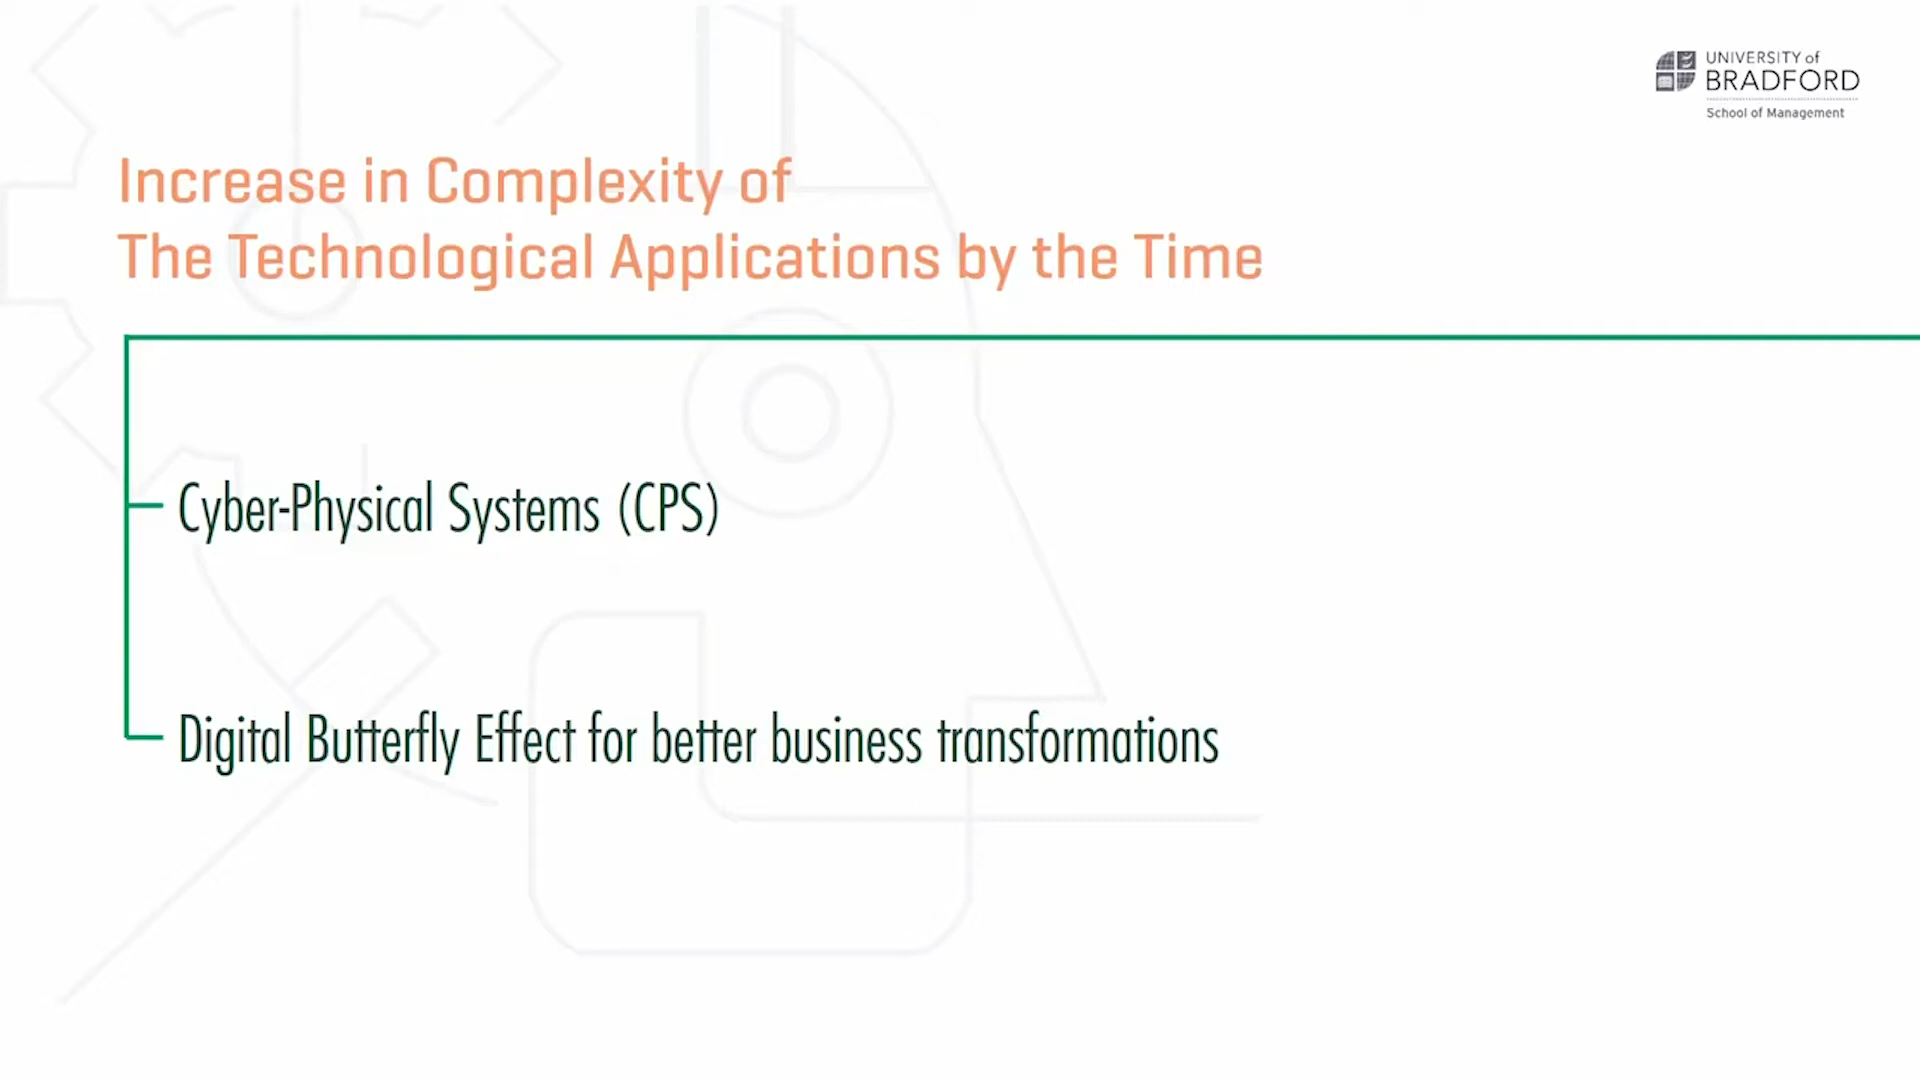 UNIVERSITY of
BRADFORD
School of Management
Increase in Complexity of
The Technological Applications by the Time
Cyber-Physical Systems (CPS)
Digital Butterfly Effect for better business transformations